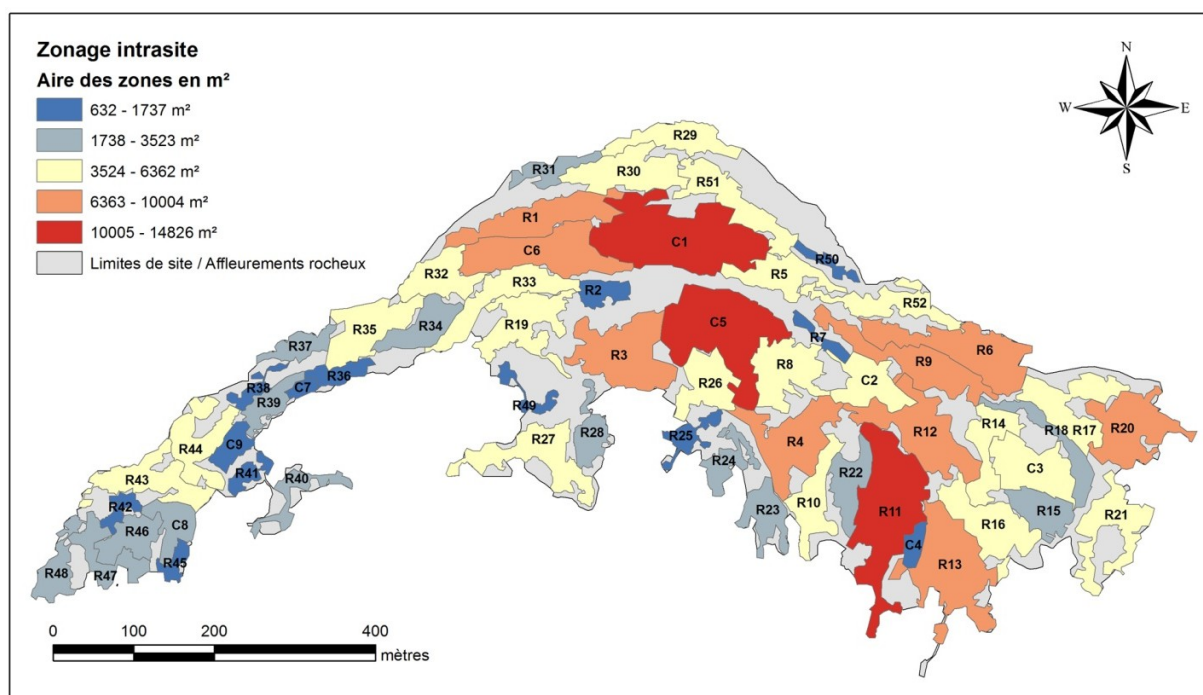 Zonage intrasite
Aire des zones en m²
632 - 1737 m²
1738 - 3523 m²
3524 - 6362 m²
6363 - 10004 m²
10005 - 14826 m²
Limites de site / Affleurements rocheux
N
W E
S
R29
R31 R30 R51
R1
C6 C1
R50
R32 R33 R2 R5
R52
R37 R35 R34 R19 C5
R7
R3 R9 R6
R38 C7 R36 R26 R8 C2
R39
R49
R44 C9 R27 R28 R25 R4 R12 R14 R18 R17 R20
R41 R24 R22 C3
R43 R40
R42 R46 C8 R23 R10 R11 R15 R21
R16
R48 R47 R45 C4
R13
0 100 200 400
mètres